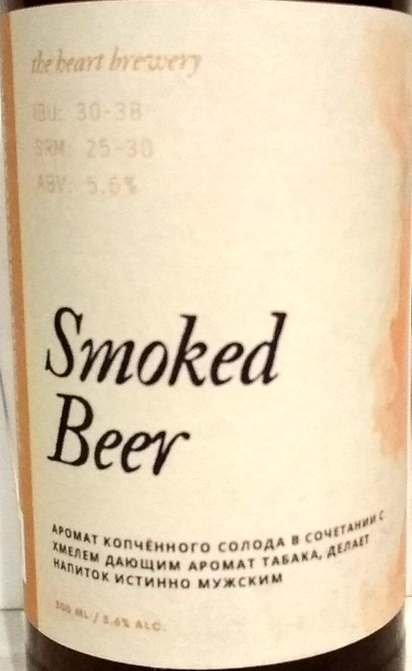 the heart brewery
IBU: 30-38
SRM: 25-30
ABV: 5.6%
Smoked
Beer
АРОМАТ КОПЧЁННОГО СОЛОДА В СОЧЕТАНИИ С
ХМЕЛЕМ ДАЮЩИМ АРОМАТ ТАБАКА, ДЕЛАЕТ
НАПИТОК ИСТИННО МУЖСКИМ
500 ML / 5.6% ALC.